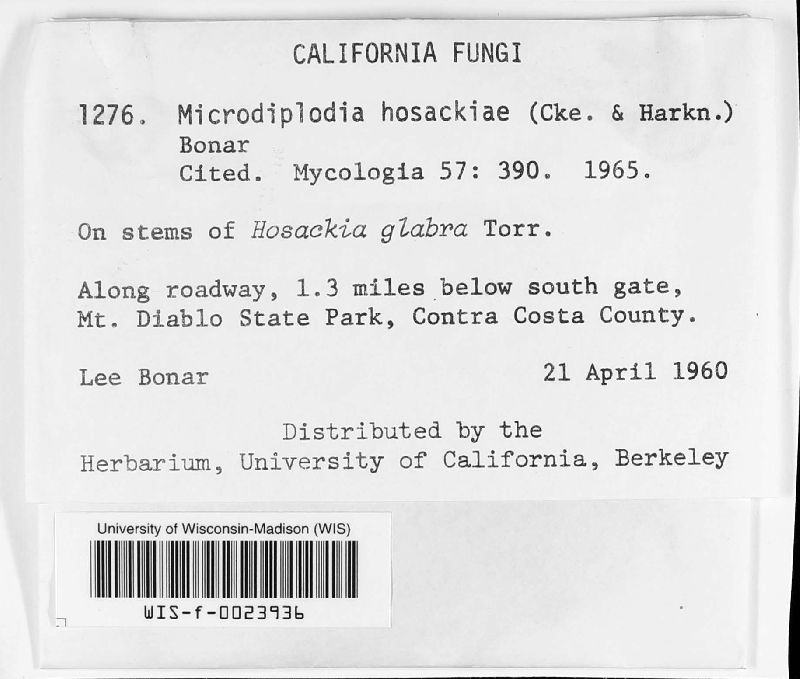 CALIFORNIA FUNGI
1276. Microdiplodia hosackiae (Cke. & Harkn.)
Bonar
Cited. Mycologia 57: 390. 1965.
On stems of Hosackia glabra Torr.
Along roadway, 1.3 miles below south gate,
Mt. Diablo State Park, Contra Costa County.
Lee Bonar 21 April 1960
Distributed by the
Herbarium, University of California, Berkeley
University of Wisconsin-Madison (WIS)
WIS-f-0023936